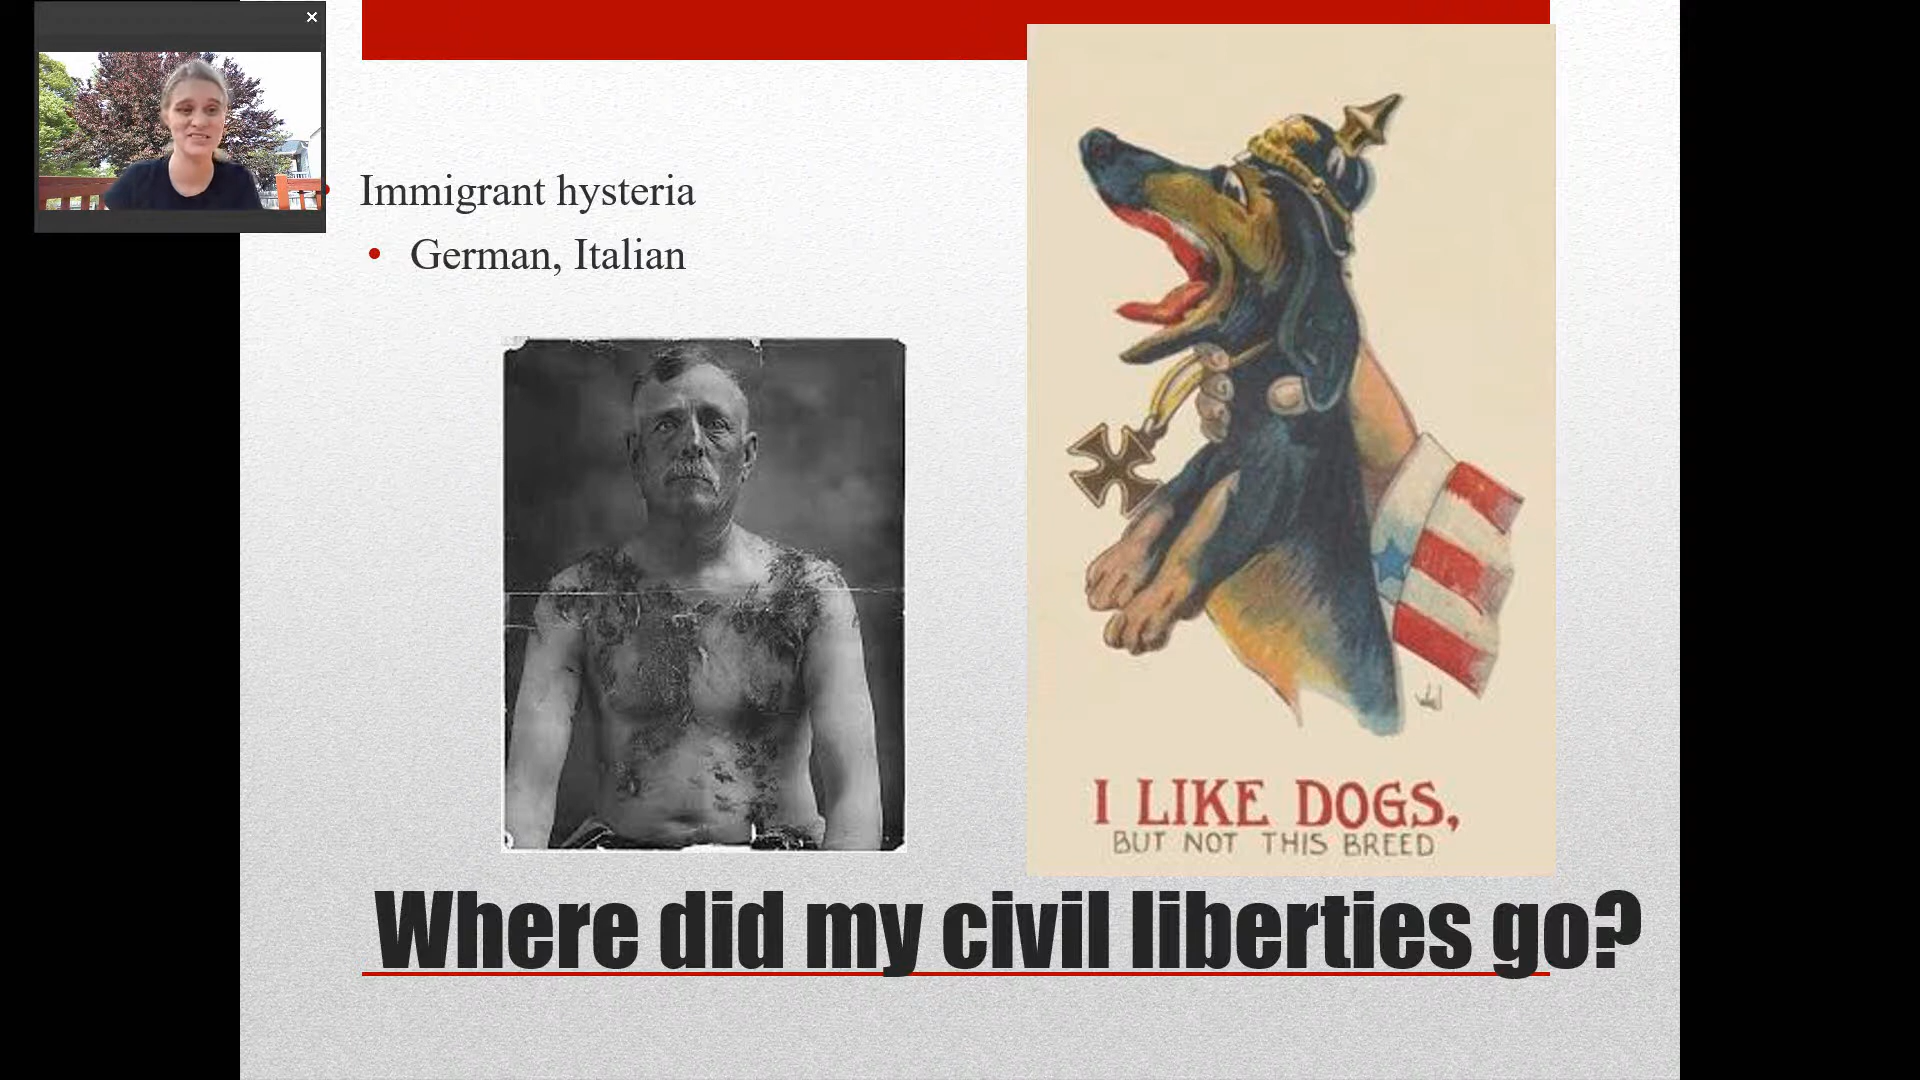 Immigrant hysteria
German, Italian
I LIKE DOGS,
BUT NOT THIS BREED
Where did my civil liberties go?